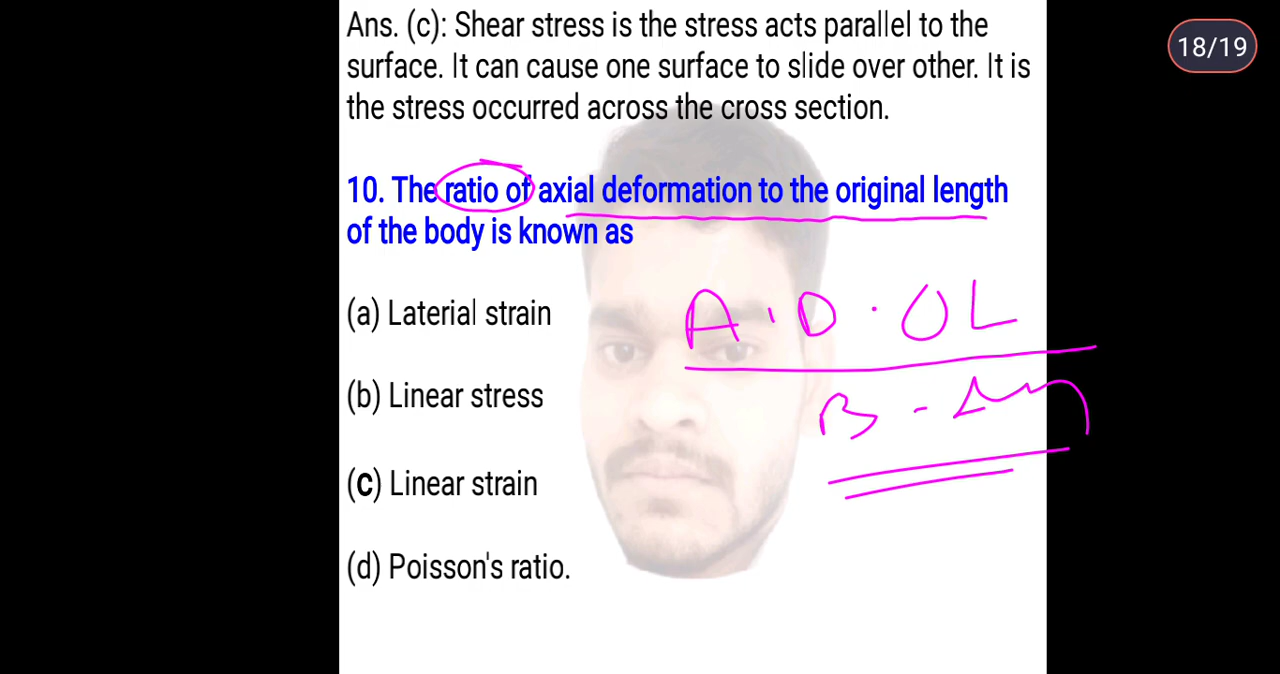 Ans. (c): Shear stress is the stress acts parallel to the
18/19
surface. It can cause one surface to slide over other. It is
the stress occurred across the cross section.
10. The ratio of axial deformation to the original length
of the body is known as
(a) Laterial strain
A. D. OL
(b) Linear stress
B -
(c) Linear strain
(d) Poisson's ratio.